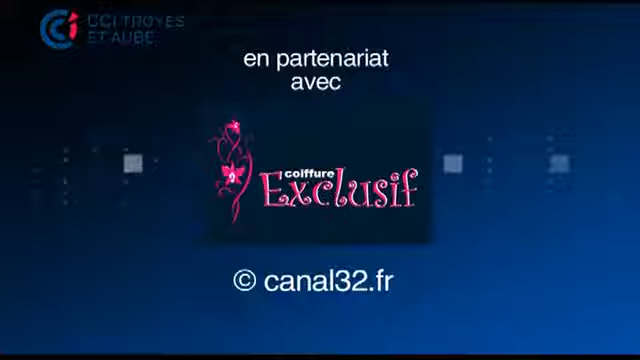 CCI TROYES
ET AUBE
en partenariat
avec
coiffure
Exclusif
© canal32.fr